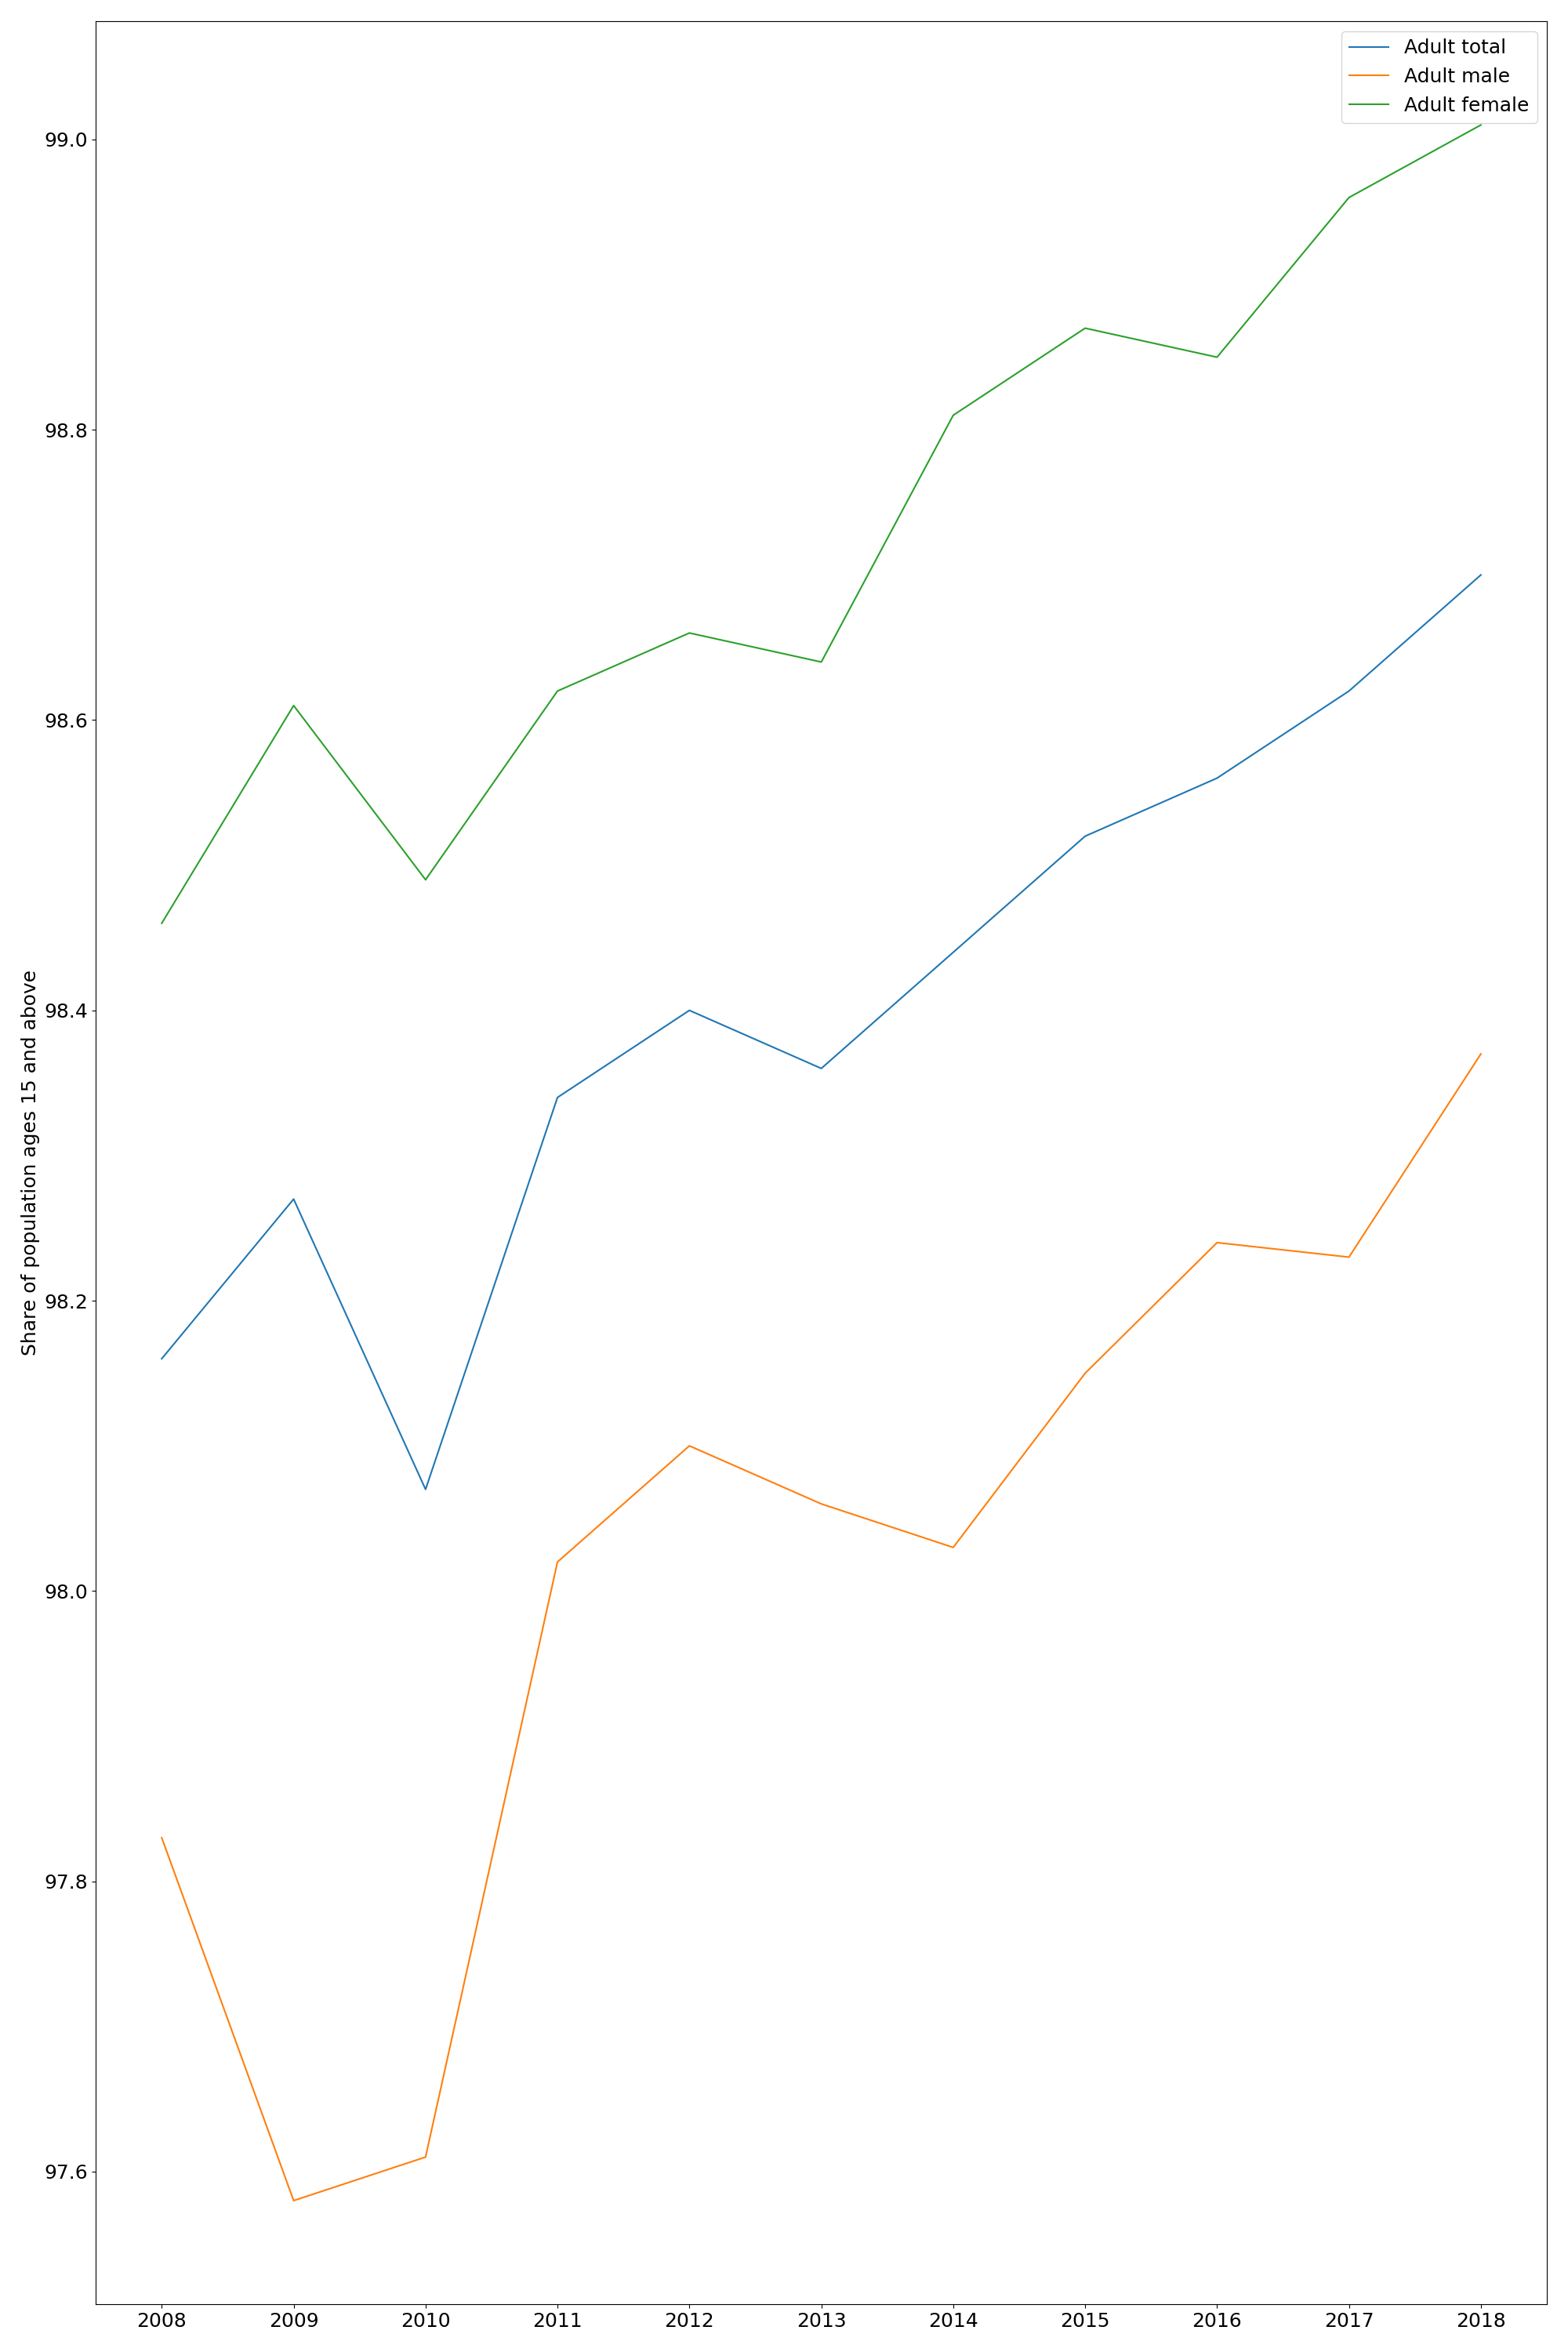 Adult total
Adult male
Adult female
99.0
98.8
98.6
98.4
98.2
98.0
97.8
97.6
Share of population ages 15 and above
2008 2009 2010 2011 2012 2013 2014 2015 2016 2017 2018